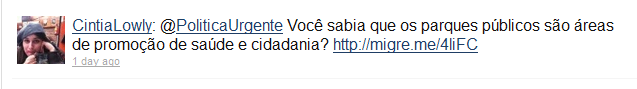 CintiaLowly: @PoliticaUrgente Você sabia que os parques públicos são áreas
de promoção de saúde e cidadania? http://migre.me/4liFC
1 day ago